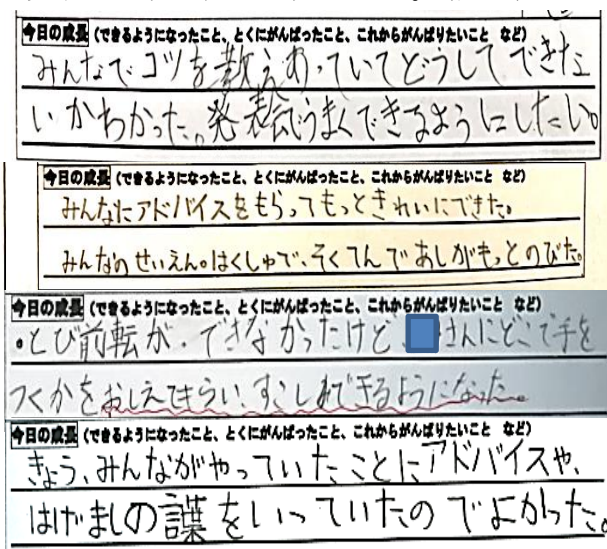 今日の成長（できるようになったこと、とくにがんばったこと、これからがんばりたいこと など）
みんなでコツを教えあっていてどうしてできた
いかわかった。発表会でうまくできるようにしたい。
今日の成長（できるようになったこと、とくにがんばったこと、これからがんばりたいこと など）
みんなにアドバイスをもらってもっときれいにできた。
みんなのせいえん。はくしゅで、そくてんであしがもっとのびた。
今日の成長（できるようになったこと、とくにがんばったこと、これからがんばりたいこと など）
・とび前転が・できなかったけど さんにどこで手を
つくかをおしえてもらい、すこしはできるようになった。
今日の成長（できるようになったこと、とくにがんばったこと、これからがんばりたいこと など）
きょう、みんながやっていたことにアドバイスや、
はげましの言葉をいっていたのでよかった。